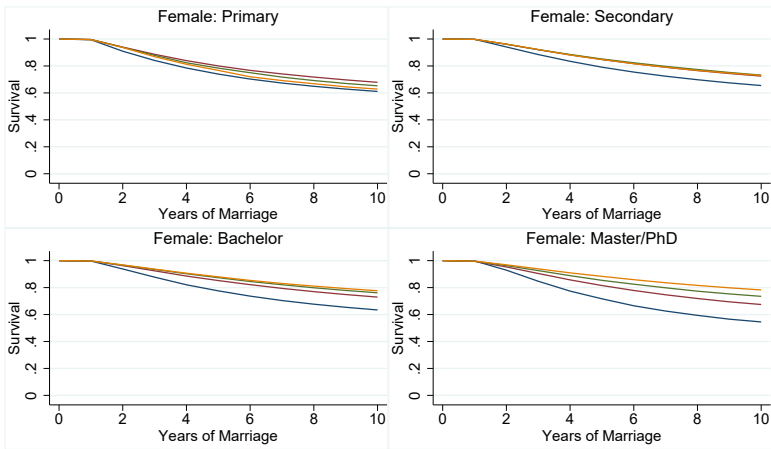 Female: Primary
Survival
1
.8
.6
.4
.2
0
0 2 4 6 8 10
Years of Marriage
Female: Secondary
Survival
1
.8
.6
.4
.2
0
0 2 4 6 8 10
Years of Marriage
Female: Bachelor
Survival
1
.8
.6
.4
.2
0
0 2 4 6 8 10
Years of Marriage
Female: Master/PhD
Survival
1
.8
.6
.4
.2
0
0 2 4 6 8 10
Years of Marriage